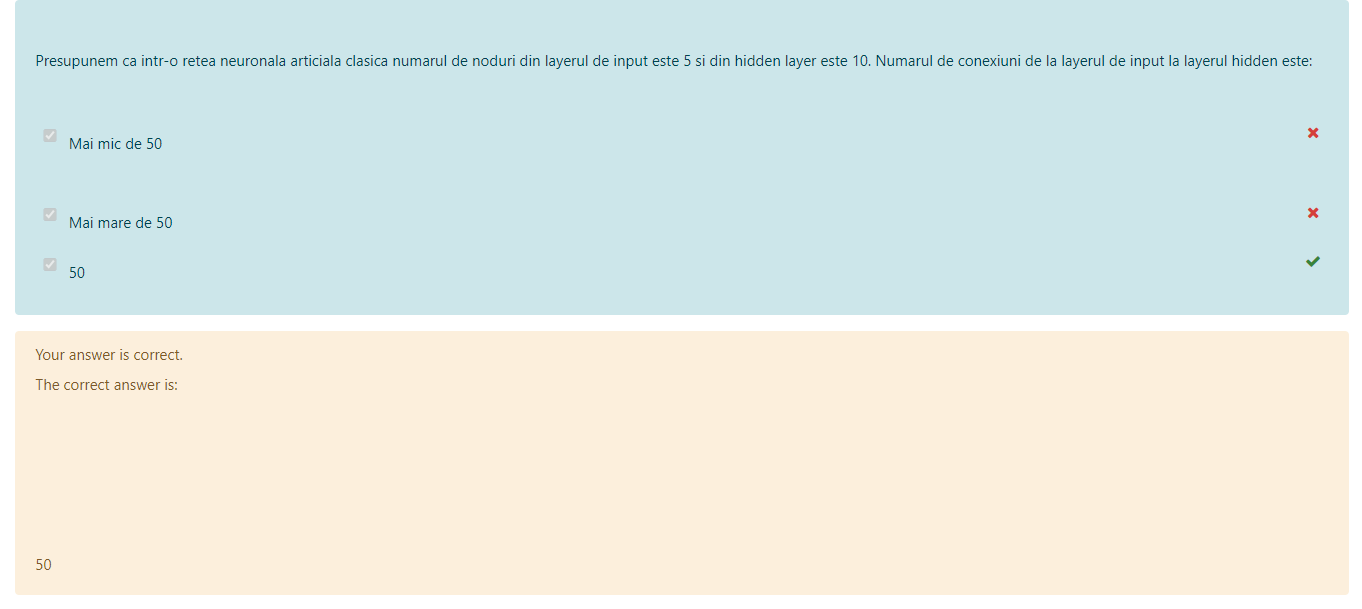 Presupunem ca intr-o retea neuronala articiala clasica numarul de noduri din layerul de input este 5 si din hidden layer este 10. Numarul de conexiuni de la layerul de input la layerul hidden este:
Mai mic de 50
Mai mare de 50
50
Your answer is correct.
The correct answer is:
50